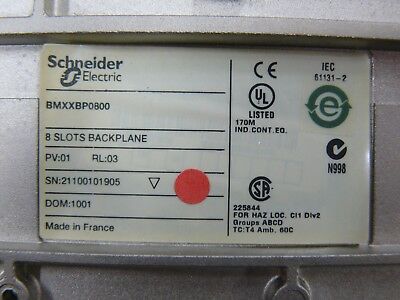 Schneider
Electric
BMXXBP0800
8 SLOTS BACKPLANE
PV:01 RL:03
SN:21100101905
DOM:1001
Made in France
CE
IEC
61131-2
UL
LISTED
170M
IND.CONT.EQ.
e
N998
SA
225844
FOR HAZ LOC. Cl1 Div2
Groups ABCD
TC:T4 Amb. 60C